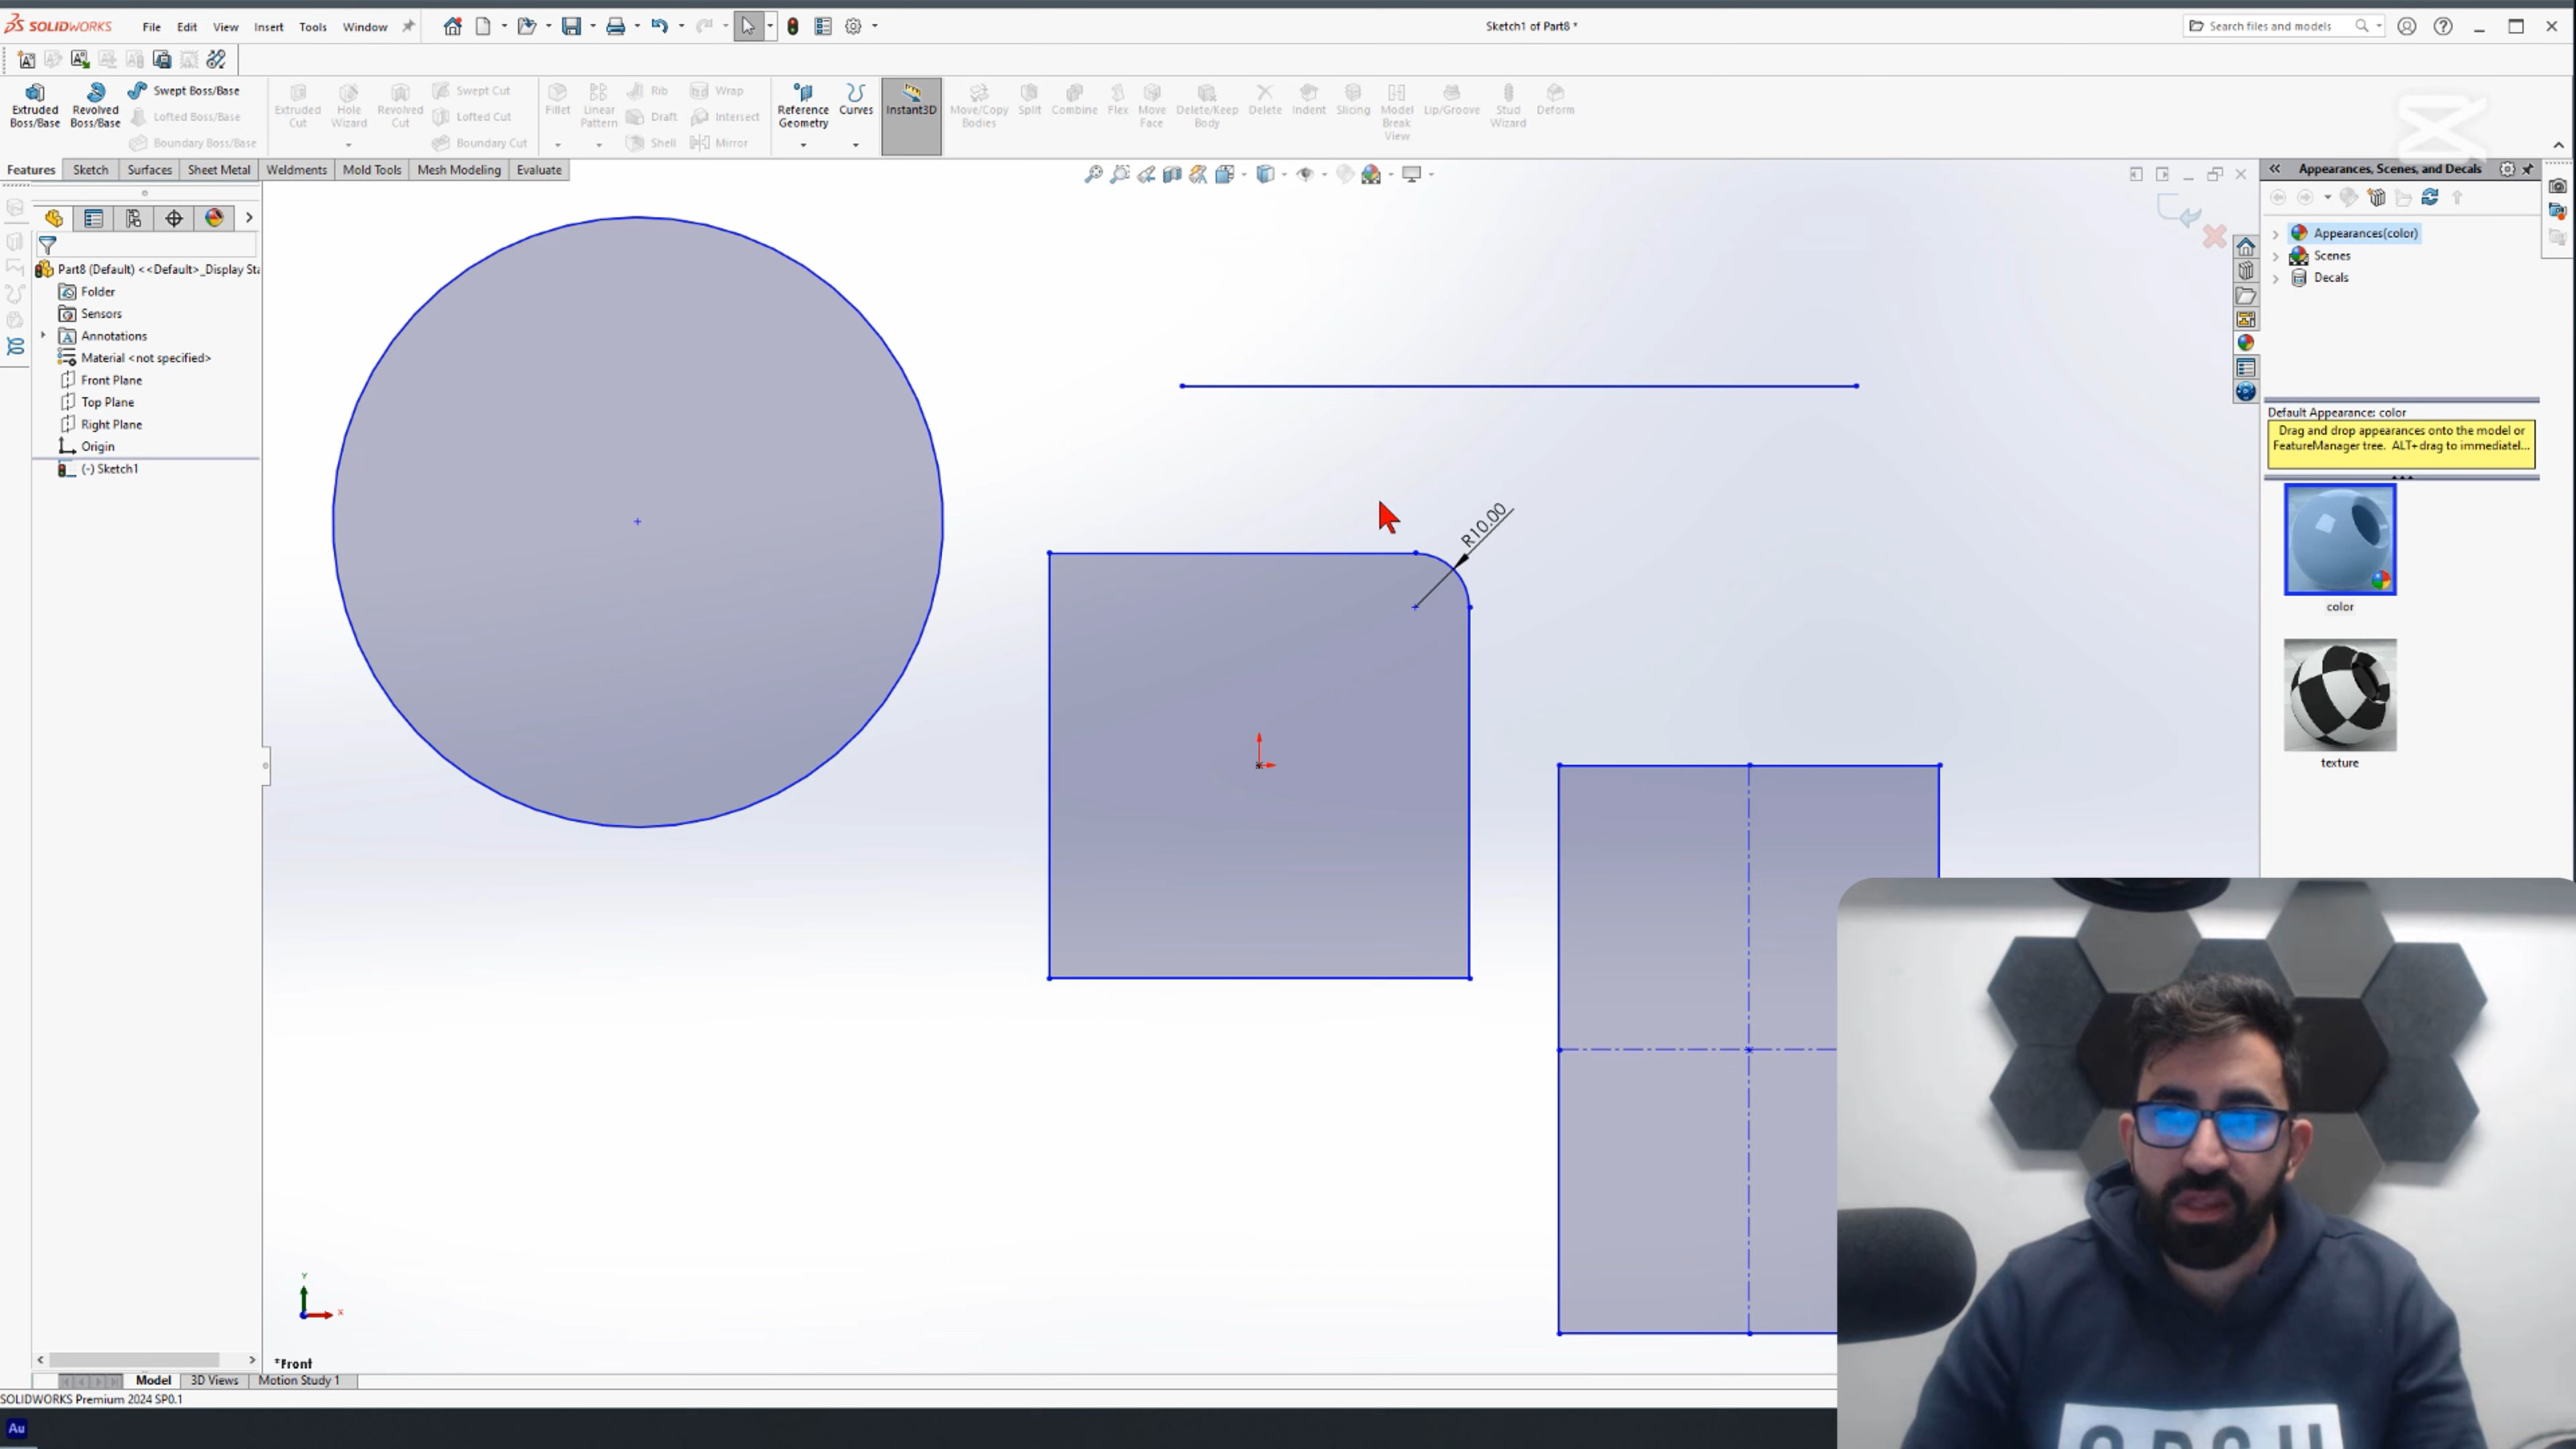 SOLIDWORKS File Edit View Insert Tools Window Sketch1 of Part8 * Search files and models
Extruded Boss/Base
Revolved Boss/Base
Swept Boss/Base
Lofted Boss/Base
Boundary Boss/Base
Extruded Cut
Hole Wizard
Revolved Cut
Swept Cut
Lofted Cut
Boundary Cut
Fillet
Linear Pattern
Rib
Draft
Shell
Wrap
Intersect
Mirror
Reference Geometry
Curves
Instant3D
Move/Copy Bodies
Split
Combine
Flex
Move Face
Delete/Keep Body
Delete
Indent
Slicing
Model Break View
Lip/Groove
Stud Wizard
Deform
Features Sketch Surfaces Sheet Metal Weldments Mold Tools Mesh Modeling Evaluate
Part8 (Default) <<Default>_Display Sta
Folder
Sensors
Annotations
Material <not specified>
Front Plane
Top Plane
Right Plane
Origin
(-) Sketch1
R10.00
Y
X
*Front
Appearances, Scenes, and Decals
Appearances(color)
Scenes
Decals
Default Appearance: color
Drag and drop appearances onto the model or
FeatureManager tree. ALT+drag to immediatel...
color
texture
Model 3D Views Motion Study 1
SOLIDWORKS Premium 2024 SP0.1
Au